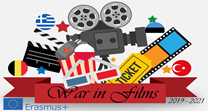 TICKET
War in Films
2019 - 2021
Erasmus+